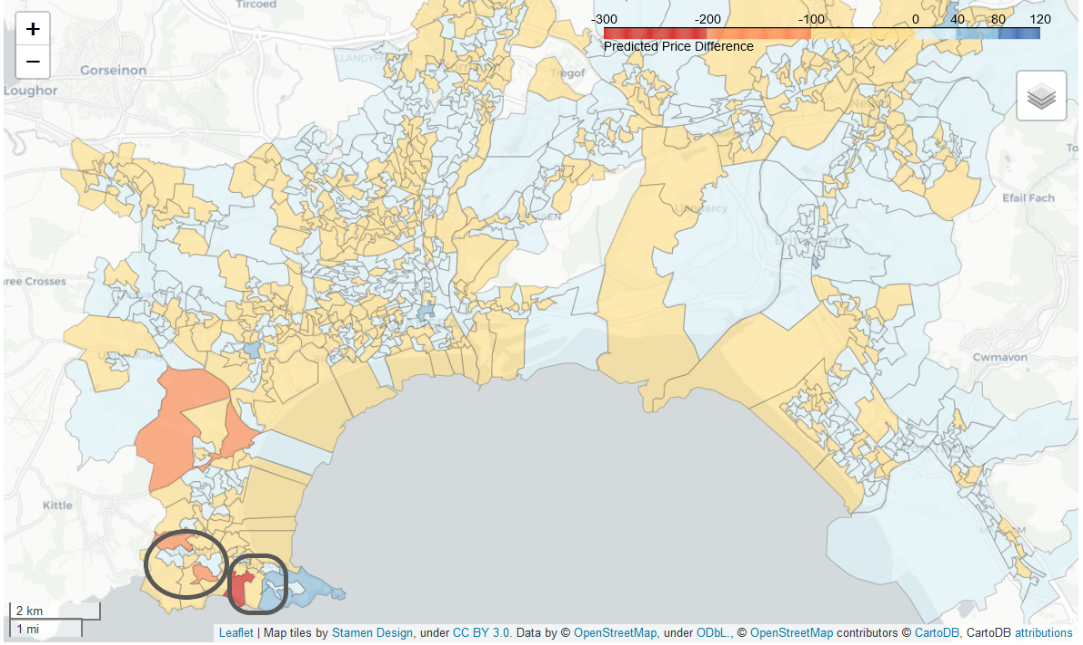 Tircoed
-300 -200 -100 0 40 80 120
Predicted Price Difference
+
−
Gorseinon
Loughor
Tregof
Efail Fach
ree Crosses
Cwmavon
Kittle
2 km
1 mi
Leaflet | Map tiles by Stamen Design, under CC BY 3.0. Data by © OpenStreetMap, under ODbL., © OpenStreetMap contributors © CartoDB, CartoDB attributions